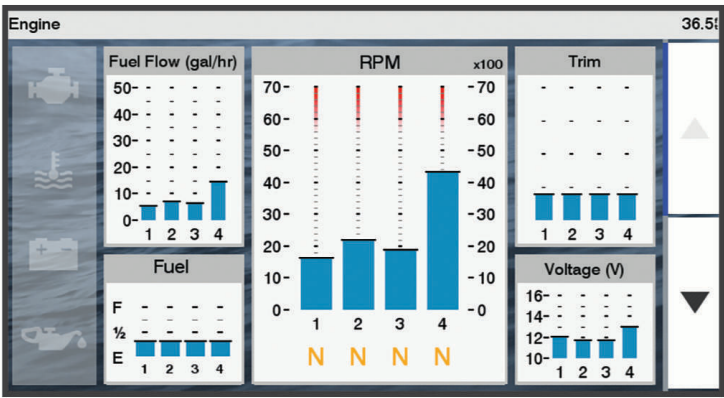 Engine 36.5
Fuel Flow (gal/hr)
50
40
30
20
10
0
1 2 3 4
Fuel
F
½
E
1 2 3 4
RPM x100
70 70
60 60
50 50
40 40
30 30
20 20
10 10
0 0
1 2 3 4
N N N N
Trim
1 2 3 4
Voltage (V)
16
14
12
10
1 2 3 4